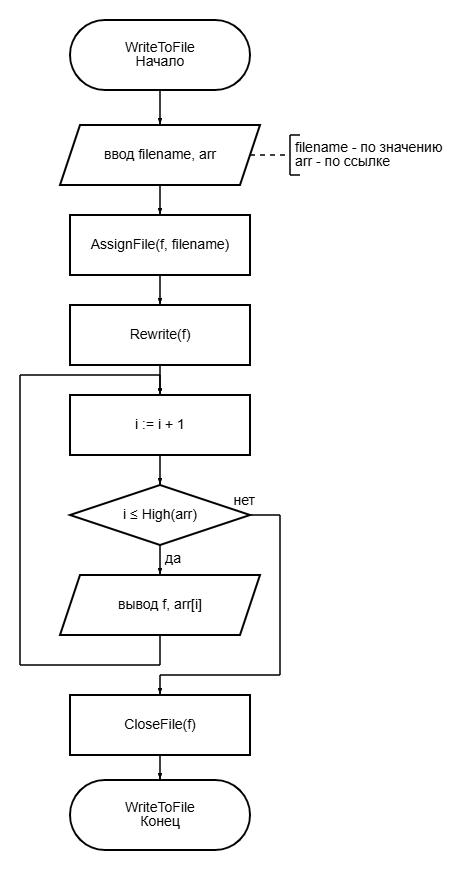 WriteToFile
Начало
ввод filename, arr
filename - по значению
arr - по ссылке
AssignFile(f, filename)
Rewrite(f)
i := i + 1
i ≤ High(arr)
нет
да
вывод f, arr[i]
CloseFile(f)
WriteToFile
Конец